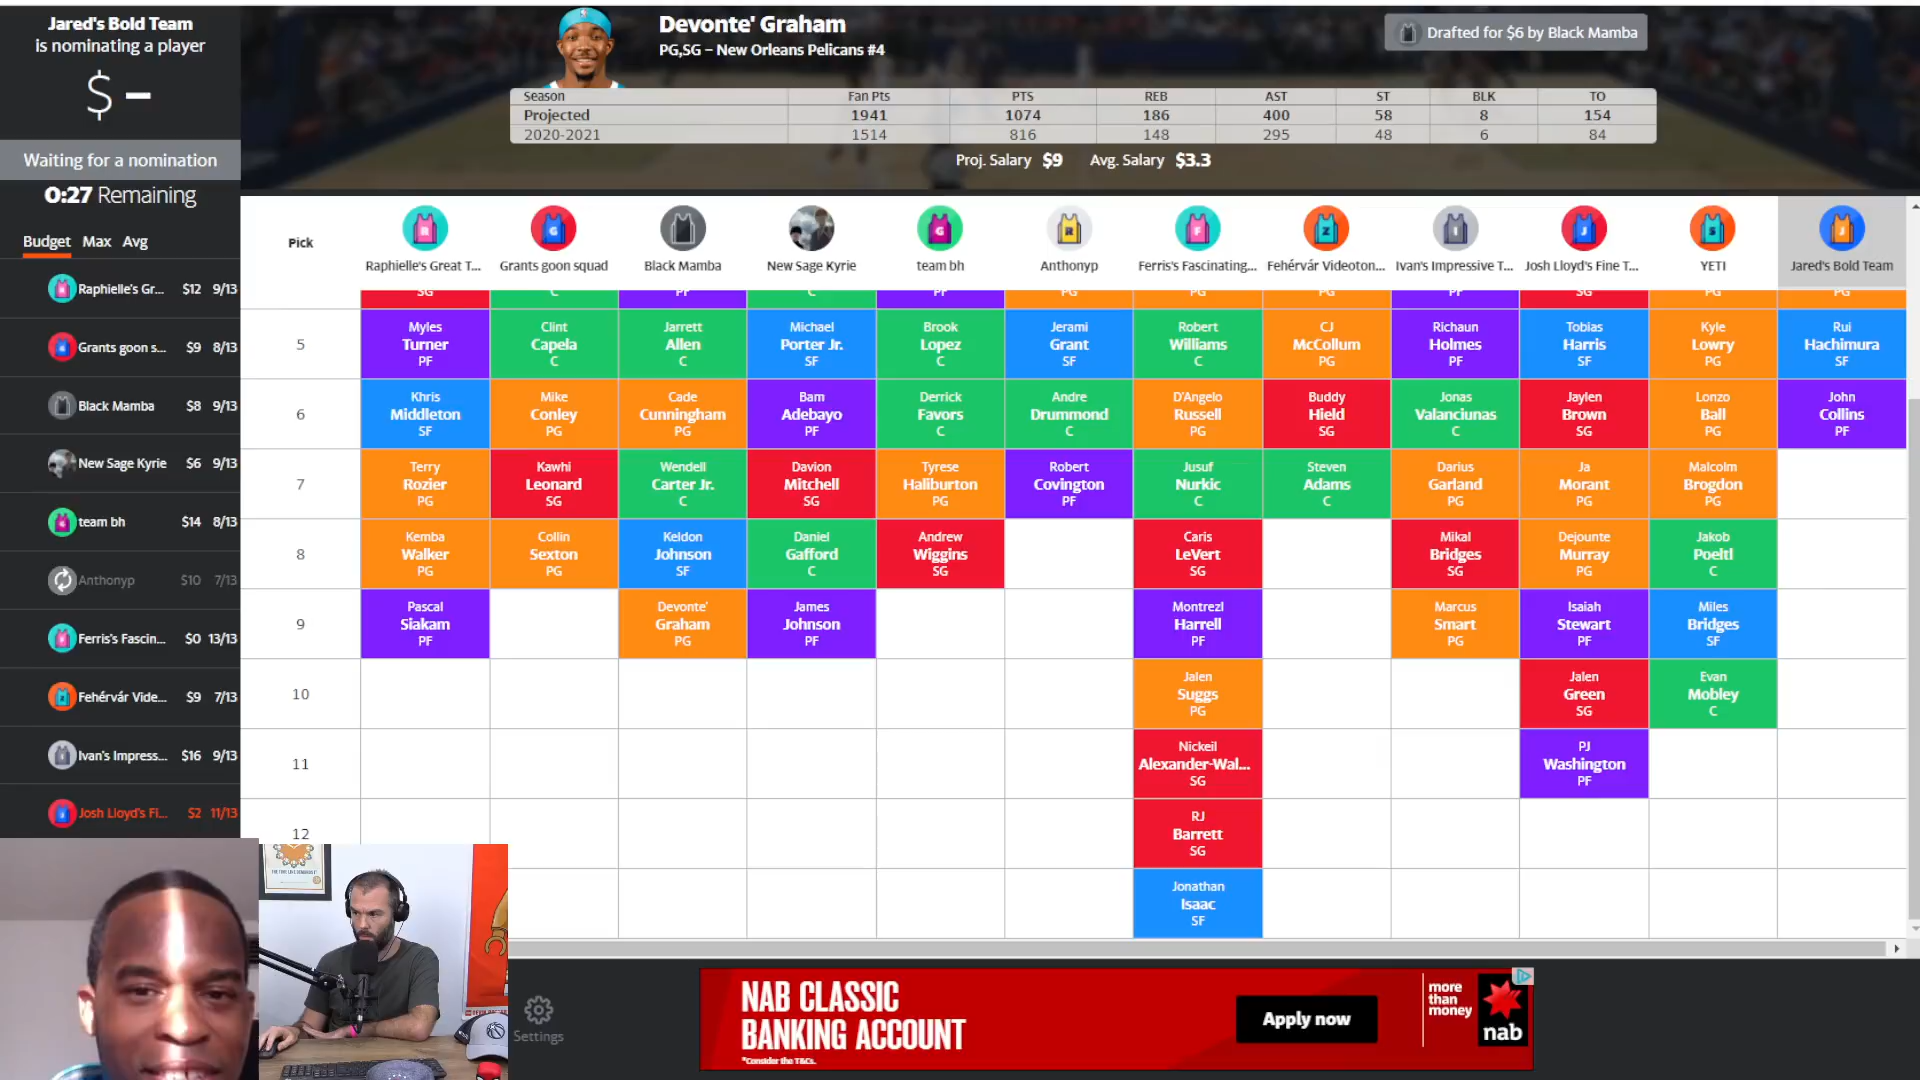 Jared's Bold Team
is nominating a player
$ –
Waiting for a nomination
0:27 Remaining
Budget Max Avg
Raphielle's Gr... $12 9/13
Grants goon s... $9 8/13
Black Mamba $8 9/13
New Sage Kyrie $6 9/13
team bh $14 8/13
Anthonyp $10 7/13
Ferris's Fascin... $0 13/13
Fehérvár Vide... $9 7/13
Ivan's Impress... $16 9/13
Josh Lloyd's Fi... $2 11/13
Devonte' Graham
PG,SG – New Orleans Pelicans #4
Drafted for $6 by Black Mamba
Season Fan Pts PTS REB AST ST BLK TO
Projected 1941 1074 186 400 58 8 154
2020-2021 1514 816 148 295 48 6 84
Proj. Salary $9 Avg. Salary $3.3
Pick Raphielle's Great T... Grants goon squad Black Mamba New Sage Kyrie team bh Anthonyp Ferris's Fascinating... Fehérvár Videoton... Ivan's Impressive T... Josh Lloyd's Fine T... YETI Jared's Bold Team
SG C PF C PF PG PG PG PF SG PG PG
Myles Clint Jarrett Michael Brook Jerami Robert CJ Richaun Tobias Kyle Rui
5 Turner Capela Allen Porter Jr. Lopez Grant Williams McCollum Holmes Harris Lowry Hachimura
PF C C SF C SF C PG PF SF PG SF
Khris Mike Cade Bam Derrick Andre D'Angelo Buddy Jonas Jaylen Lonzo John
6 Middleton Conley Cunningham Adebayo Favors Drummond Russell Hield Valanciunas Brown Ball Collins
SF PG PG PF C C PG SG C SG PG PF
Terry Kawhi Wendell Davion Tyrese Robert Jusuf Steven Darius Ja Malcolm
7 Rozier Leonard Carter Jr. Mitchell Haliburton Covington Nurkic Adams Garland Morant Brogdon
PG SG C SG PG PF C C PG PG PG
Kemba Collin Keldon Daniel Andrew Caris Mikal Dejounte Jakob
8 Walker Sexton Johnson Gafford Wiggins LeVert Bridges Murray Poeltl
PG PG SF C SG SG SG PG C
Pascal Devonte' James Montrezl Marcus Isaiah Miles
9 Siakam Graham Johnson Harrell Smart Stewart Bridges
PF PG PF PF PG PF SF
Jalen Jalen Evan
10 Suggs Green Mobley
PG SG C
Nickeil PJ
11 Alexander-Wal... Washington
SG PF
RJ
12 Barrett
SG
Jonathan
Isaac
SF
Settings
NAB CLASSIC
BANKING ACCOUNT
*Consider the T&Cs.
Apply now
more
than
money
nab